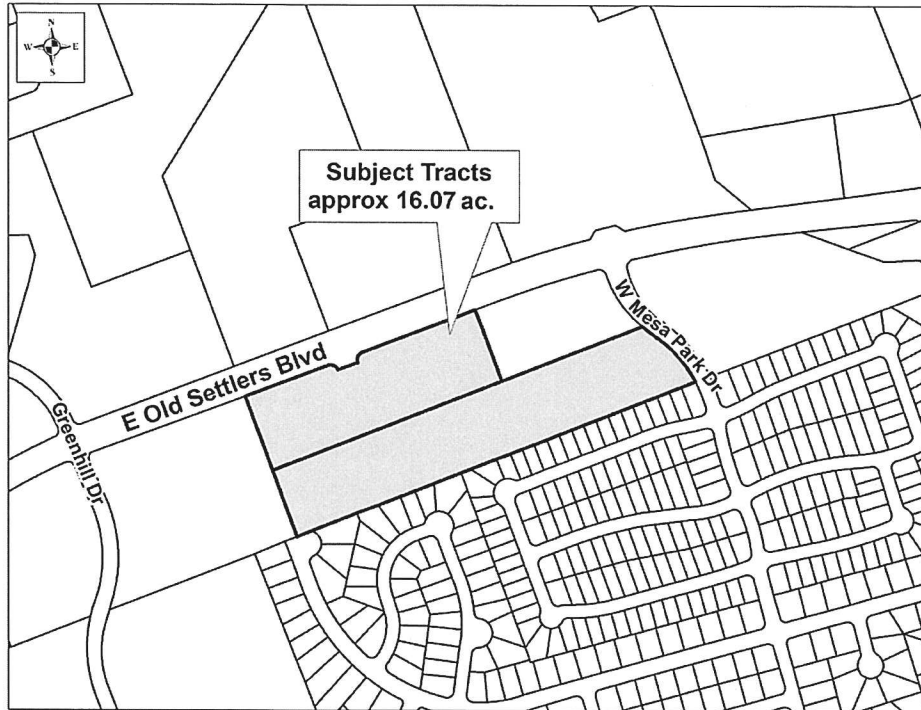 N
W E
S
Subject Tracts
approx 16.07 ac.
W Mesa Park Dr
E Old Settlers Blvd
Greenhill Dr